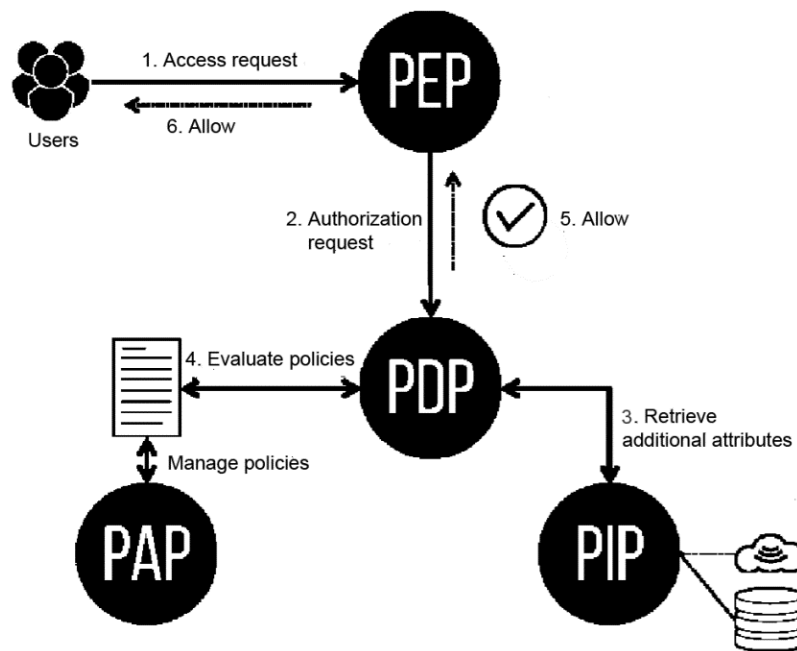 1. Access request
PEP
6. Allow
Users
2. Authorization
request
5. Allow
4. Evaluate policies
PDP
3. Retrieve
additional attributes
Manage policies
PAP
PIP